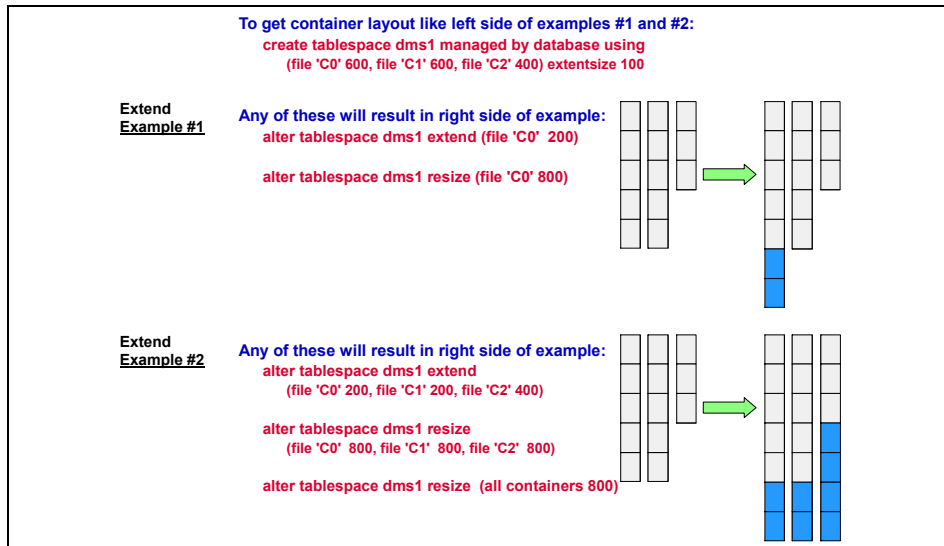 To get container layout like left side of examples #1 and #2:
create tablespace dms1 managed by database using
(file 'C0' 600, file 'C1' 600, file 'C2' 400) extentsize 100
Extend
Example #1
Any of these will result in right side of example:
alter tablespace dms1 extend (file 'C0'  200)
alter tablespace dms1 resize (file 'C0' 800)
Extend
Example #2
Any of these will result in right side of example:
alter tablespace dms1 extend
(file 'C0' 200, file 'C1' 200, file 'C2' 400)
alter tablespace dms1 resize
(file 'C0'  800, file 'C1'  800, file 'C2'  800)
alter tablespace dms1 resize  (all containers 800)